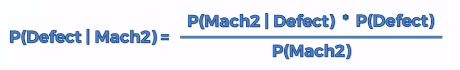 P(Mach2 | Defect) * P(Defect)
P(Defect | Mach2) =
P(Mach2)